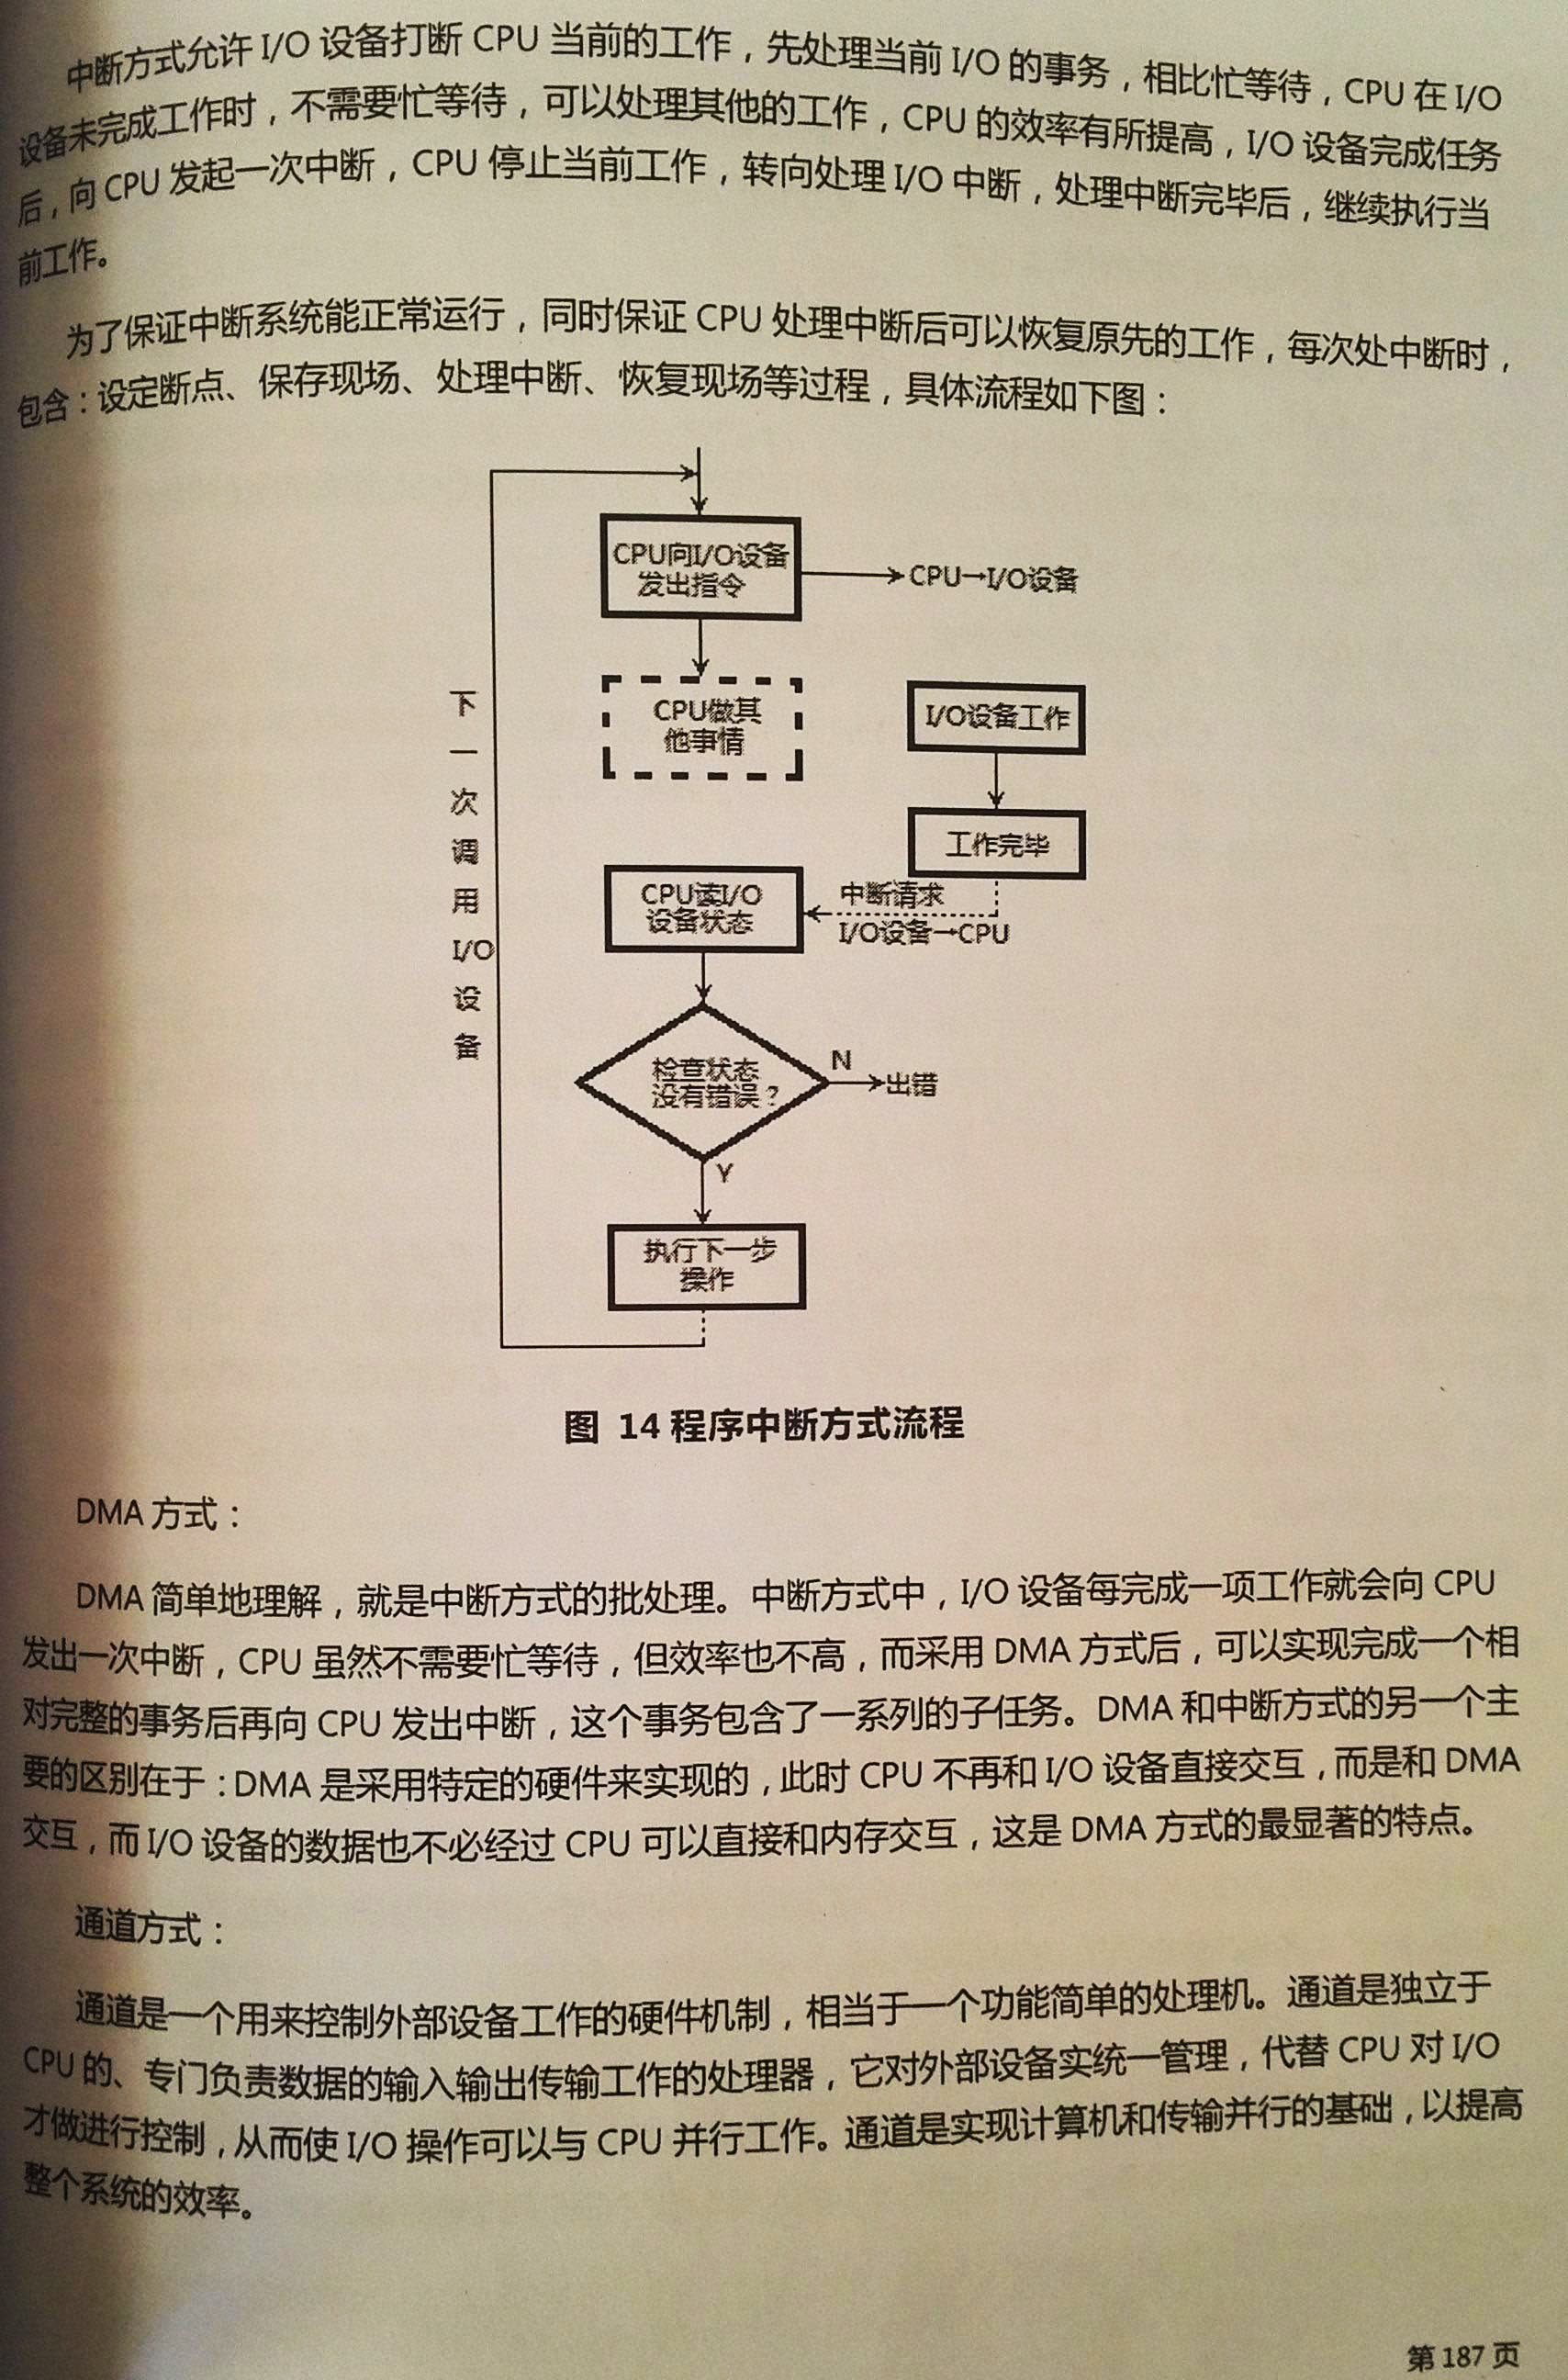 中断方式允许 I/O 设备打断 CPU 当前的工作，先处理当前 I/O 的事务，相比忙等待，CPU 在 I/O
设备未完成工作时，不需要忙等待，可以处理其他的工作，CPU 的效率有所提高，I/O 设备完成任务
后，向 CPU 发起一次中断，CPU 停止当前工作，转向处理 I/O 中断，处理中断完毕后，继续执行当
前工作。
为了保证中断系统能正常运行，同时保证 CPU 处理中断后可以恢复原先的工作，每次处中断时，
包含：设定断点、保存现场、处理中断、恢复现场等过程，具体流程如下图：
CPU向I/O设备
发出指令
CPU→I/O设备
CPU做其
他事情
I/O设备工作
工作完毕
CPU读I/O
设备状态
中断请求
I/O设备→CPU
下
一
次
调
用
I/O
设
备
检查状态
没有错误？
N
出错
Y
执行下一步
操作
图 14 程序中断方式流程
DMA 方式：
DMA 简单地理解，就是中断方式的批处理。中断方式中，I/O 设备每完成一项工作就会向 CPU
发出一次中断，CPU 虽然不需要忙等待，但效率也不高，而采用 DMA 方式后，可以实现完成一个相
对完整的事务后再向 CPU 发出中断，这个事务包含了一系列的子任务。DMA 和中断方式的另一个主
要的区别在于：DMA 是采用特定的硬件来实现的，此时 CPU 不再和 I/O 设备直接交互，而是和 DMA
交互，而 I/O 设备的数据也不必经过 CPU 可以直接和内存交互，这是 DMA 方式的最显著的特点。
通道方式：
通道是一个用来控制外部设备工作的硬件机制，相当于一个功能简单的处理机。通道是独立于
CPU 的、专门负责数据的输入输出传输工作的处理器，它对外部设备实统一管理，代替 CPU 对 I/O
才做进行控制，从而使 I/O 操作可以与 CPU 并行工作。通道是实现计算机和传输并行的基础，以提高
整个系统的效率。
第 187 页